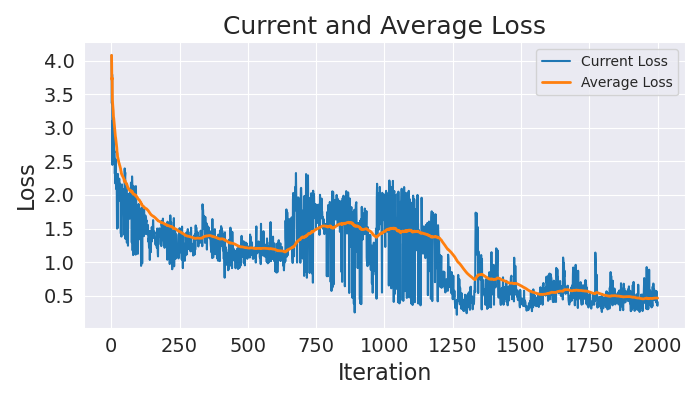 Current and Average Loss
Current Loss
Average Loss
Loss
4.0
3.5
3.0
2.5
2.0
1.5
1.0
0.5
0 250 500 750 1000 1250 1500 1750 2000
Iteration